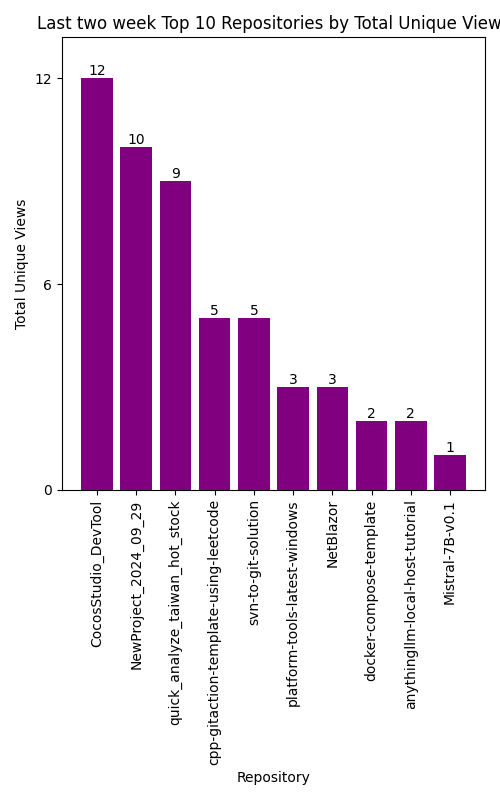 Last two week Top 10 Repositories by Total Unique View
12
10
9
5
5
3
3
2
2
1
12
6
0
Total Unique Views
CocosStudio_DevTool
NewProject_2024_09_29
quick_analyze_taiwan_hot_stock
cpp-gitaction-template-using-leetcode
svn-to-git-solution
platform-tools-latest-windows
NetBlazor
docker-compose-template
anythingllm-local-host-tutorial
Mistral-7B-v0.1
Repository